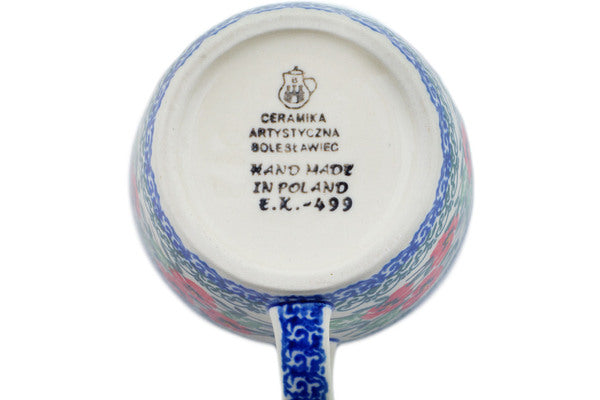 CERAMIKA
ARTYSTYCZNA
BOLESŁAWIEC
HAND MADE
IN POLAND
E.K.-499